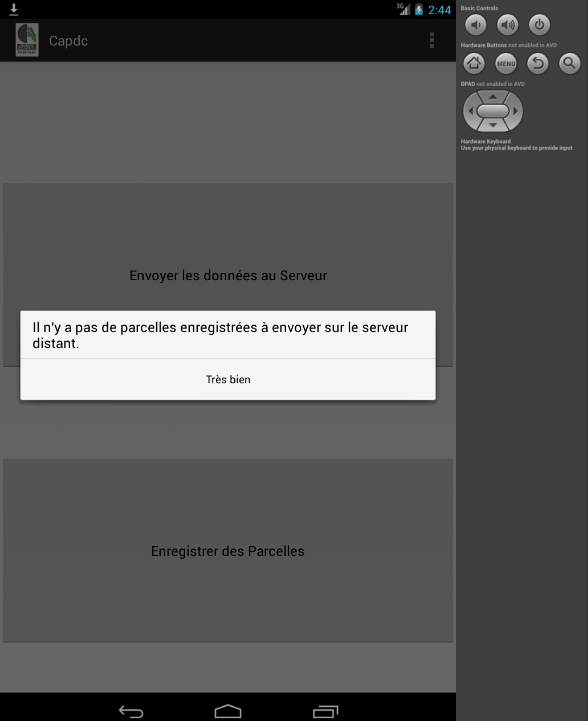 3G 2:44
Capdc
Envoyer les données au Serveur
Il n'y a pas de parcelles enregistrées à envoyer sur le serveur
distant.
Très bien
Enregistrer des Parcelles
Basic Controls
Hardware Buttons not enabled in AVD
MENU
DPAD not enabled in AVD
Hardware Keyboard
Use your physical keyboard to provide input